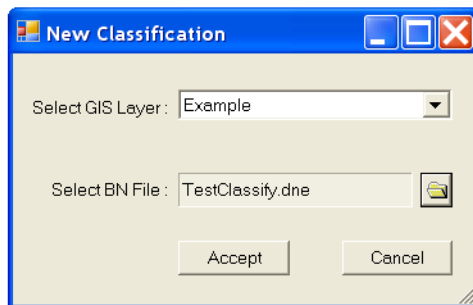 New Classification
Select GIS Layer : Example
Select BN File : TestClassify.dne
Accept Cancel